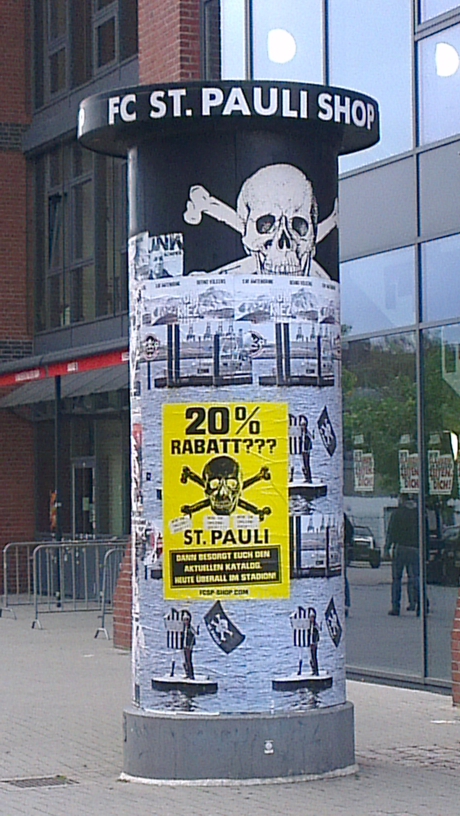 FC ST. PAULI SHOP
20%
RABATT???
ST. PAULI
DANN BESORGT EUCH DEN
AKTUELLEN KATALOG.
HEUTE ÜBERALL IM STADION!
FCSP-SHOP.COM